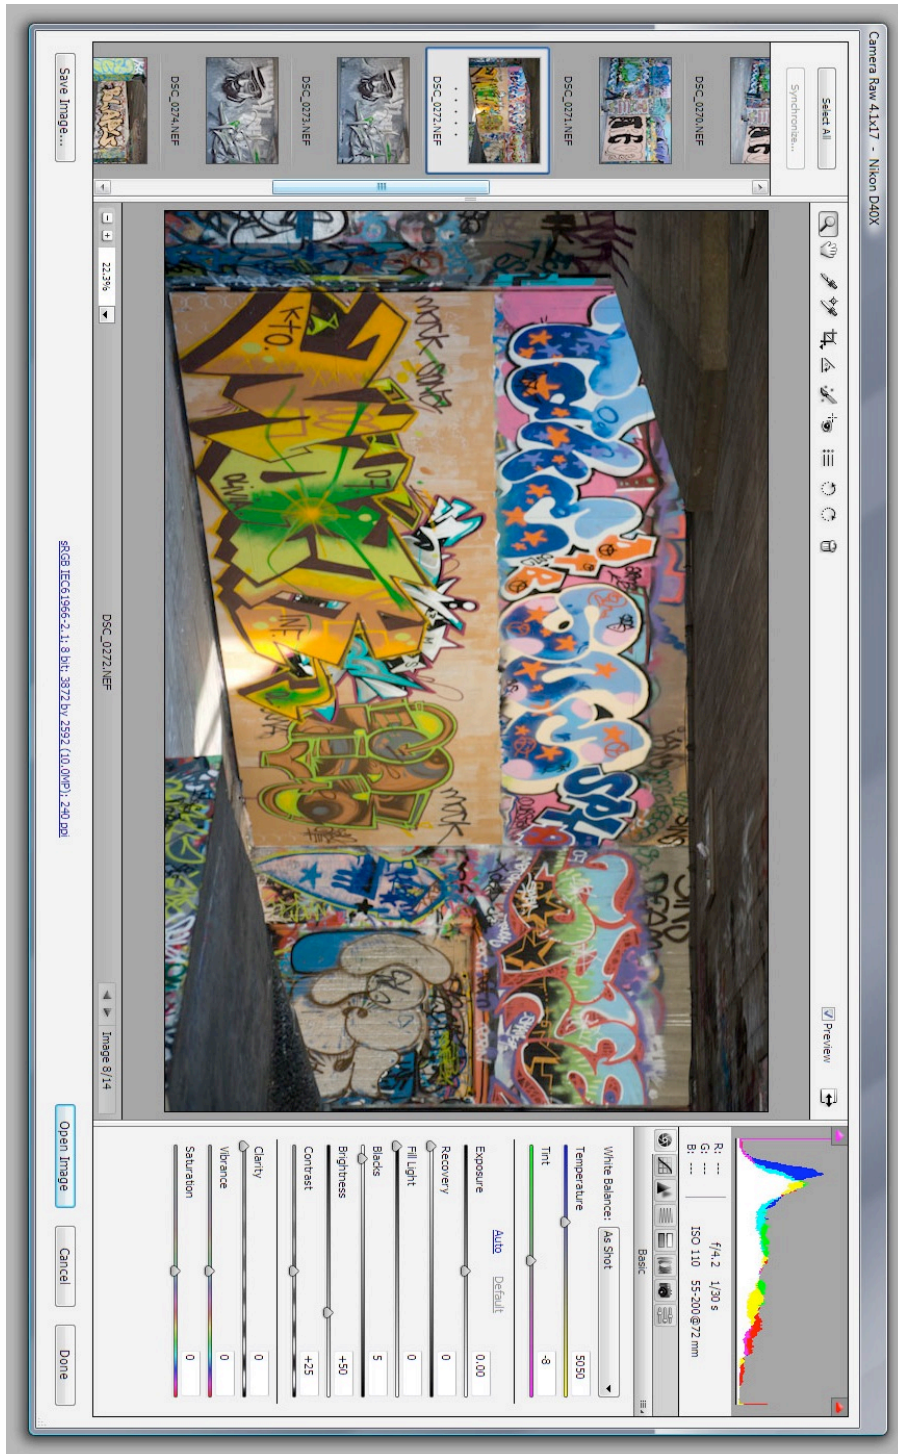 Camera Raw 4.1x17 - Nikon D40X
Select All
Synchronize...
DSC_0270.NEF
DSC_0271.NEF
DSC_0272.NEF
DSC_0273.NEF
DSC_0274.NEF
Preview
KTO.
INE.
SPT
22.3%
DSC_0272.NEF
Image 8/14
R: ---
G: ---
B: ---
f/4.2 1/30 s
ISO 110 55-200@72 mm
Basic
White Balance: As Shot
Temperature 5050
Tint -8
Auto Default
Exposure 0.00
Recovery 0
Fill Light 0
Blacks 5
Brightness +50
Contrast +25
Clarity 0
Vibrance 0
Saturation 0
Save Image...
sRGB IEC61966-2.1; 8 bit; 3872 by 2592 (10.0MP); 240 ppi
Open Image
Cancel
Done